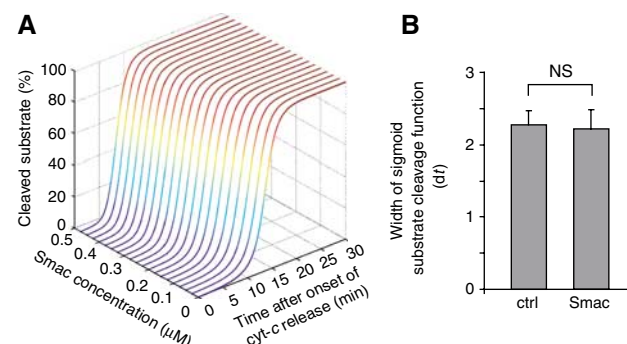 A
Cleaved substrate (%)
100
80
60
40
20
0
0.5
0.4
0.3
0.2
0.1
0
Smac concentration (μM)
0
5
10
15
20
25
30
Time after onset of
cyt-c release (min)
B
Width of sigmoid
substrate cleavage function
(dt)
3
2
1
0
NS
ctrl
Smac